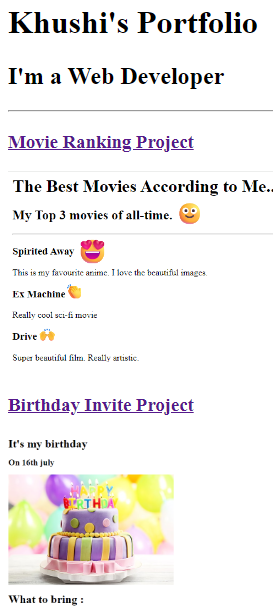 Khushi's Portfolio
I'm a Web Developer
Movie Ranking Project
The Best Movies According to Me..
My Top 3 movies of all-time.
Spirited Away
This is my favourite anime. I love the beautiful images.
Ex Machine
Really cool sci-fi movie
Drive
Super beautiful film. Really artistic.
Birthday Invite Project
It's my birthday
On 16th july
HAPPY
BIRTHDAY
What to bring :